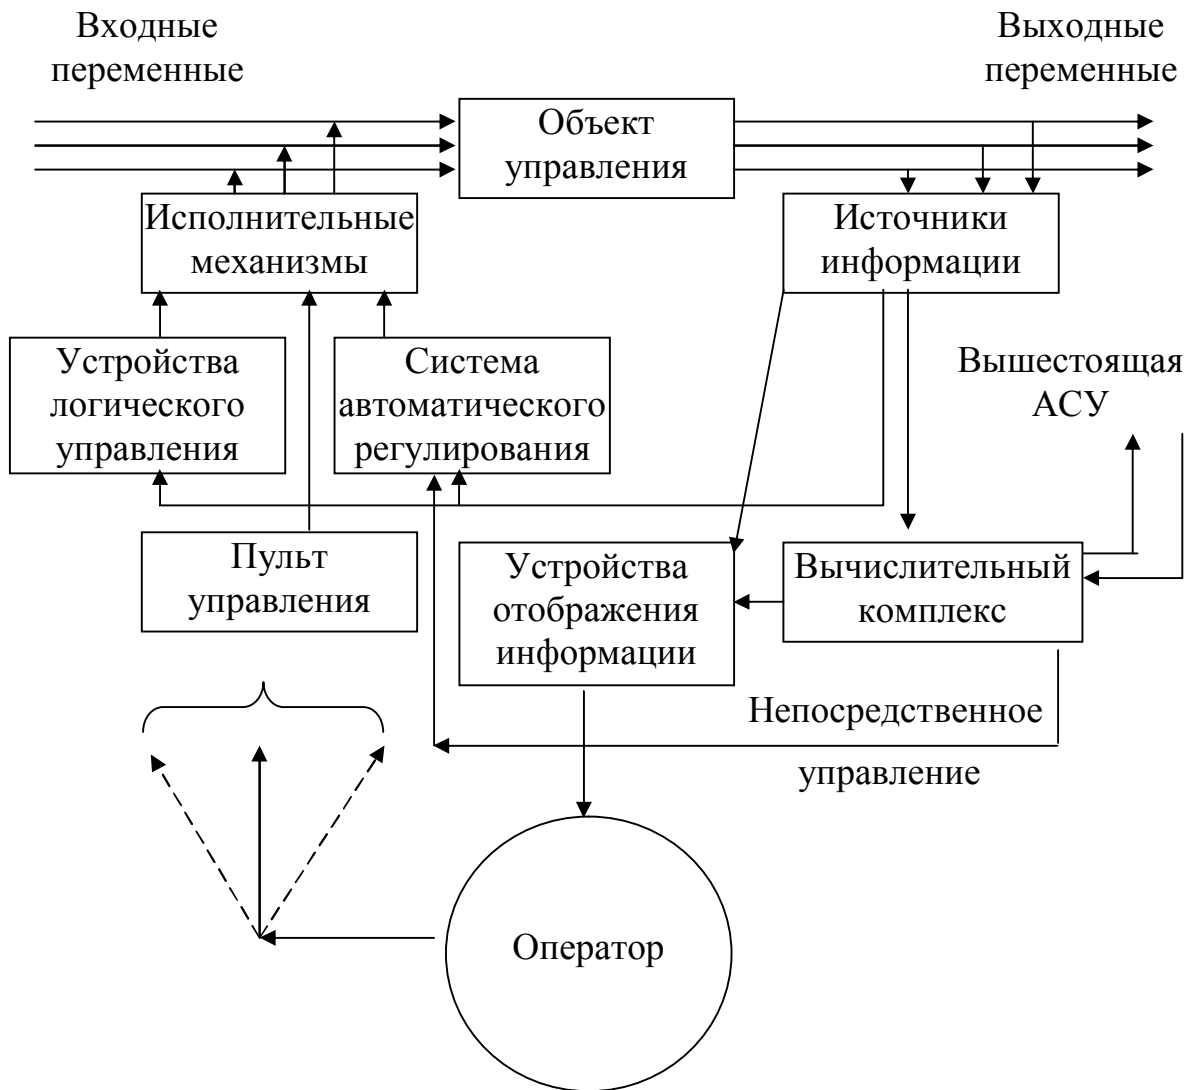 Входные
переменные
Выходные
переменные
Объект
управления
Исполнительные
механизмы
Источники
информации
Устройства
логического
управления
Система
автоматического
регулирования
Вышестоящая
АСУ
Пульт
управления
Устройства
отображения
информации
Вычислительный
комплекс
Непосредственное
управление
Оператор